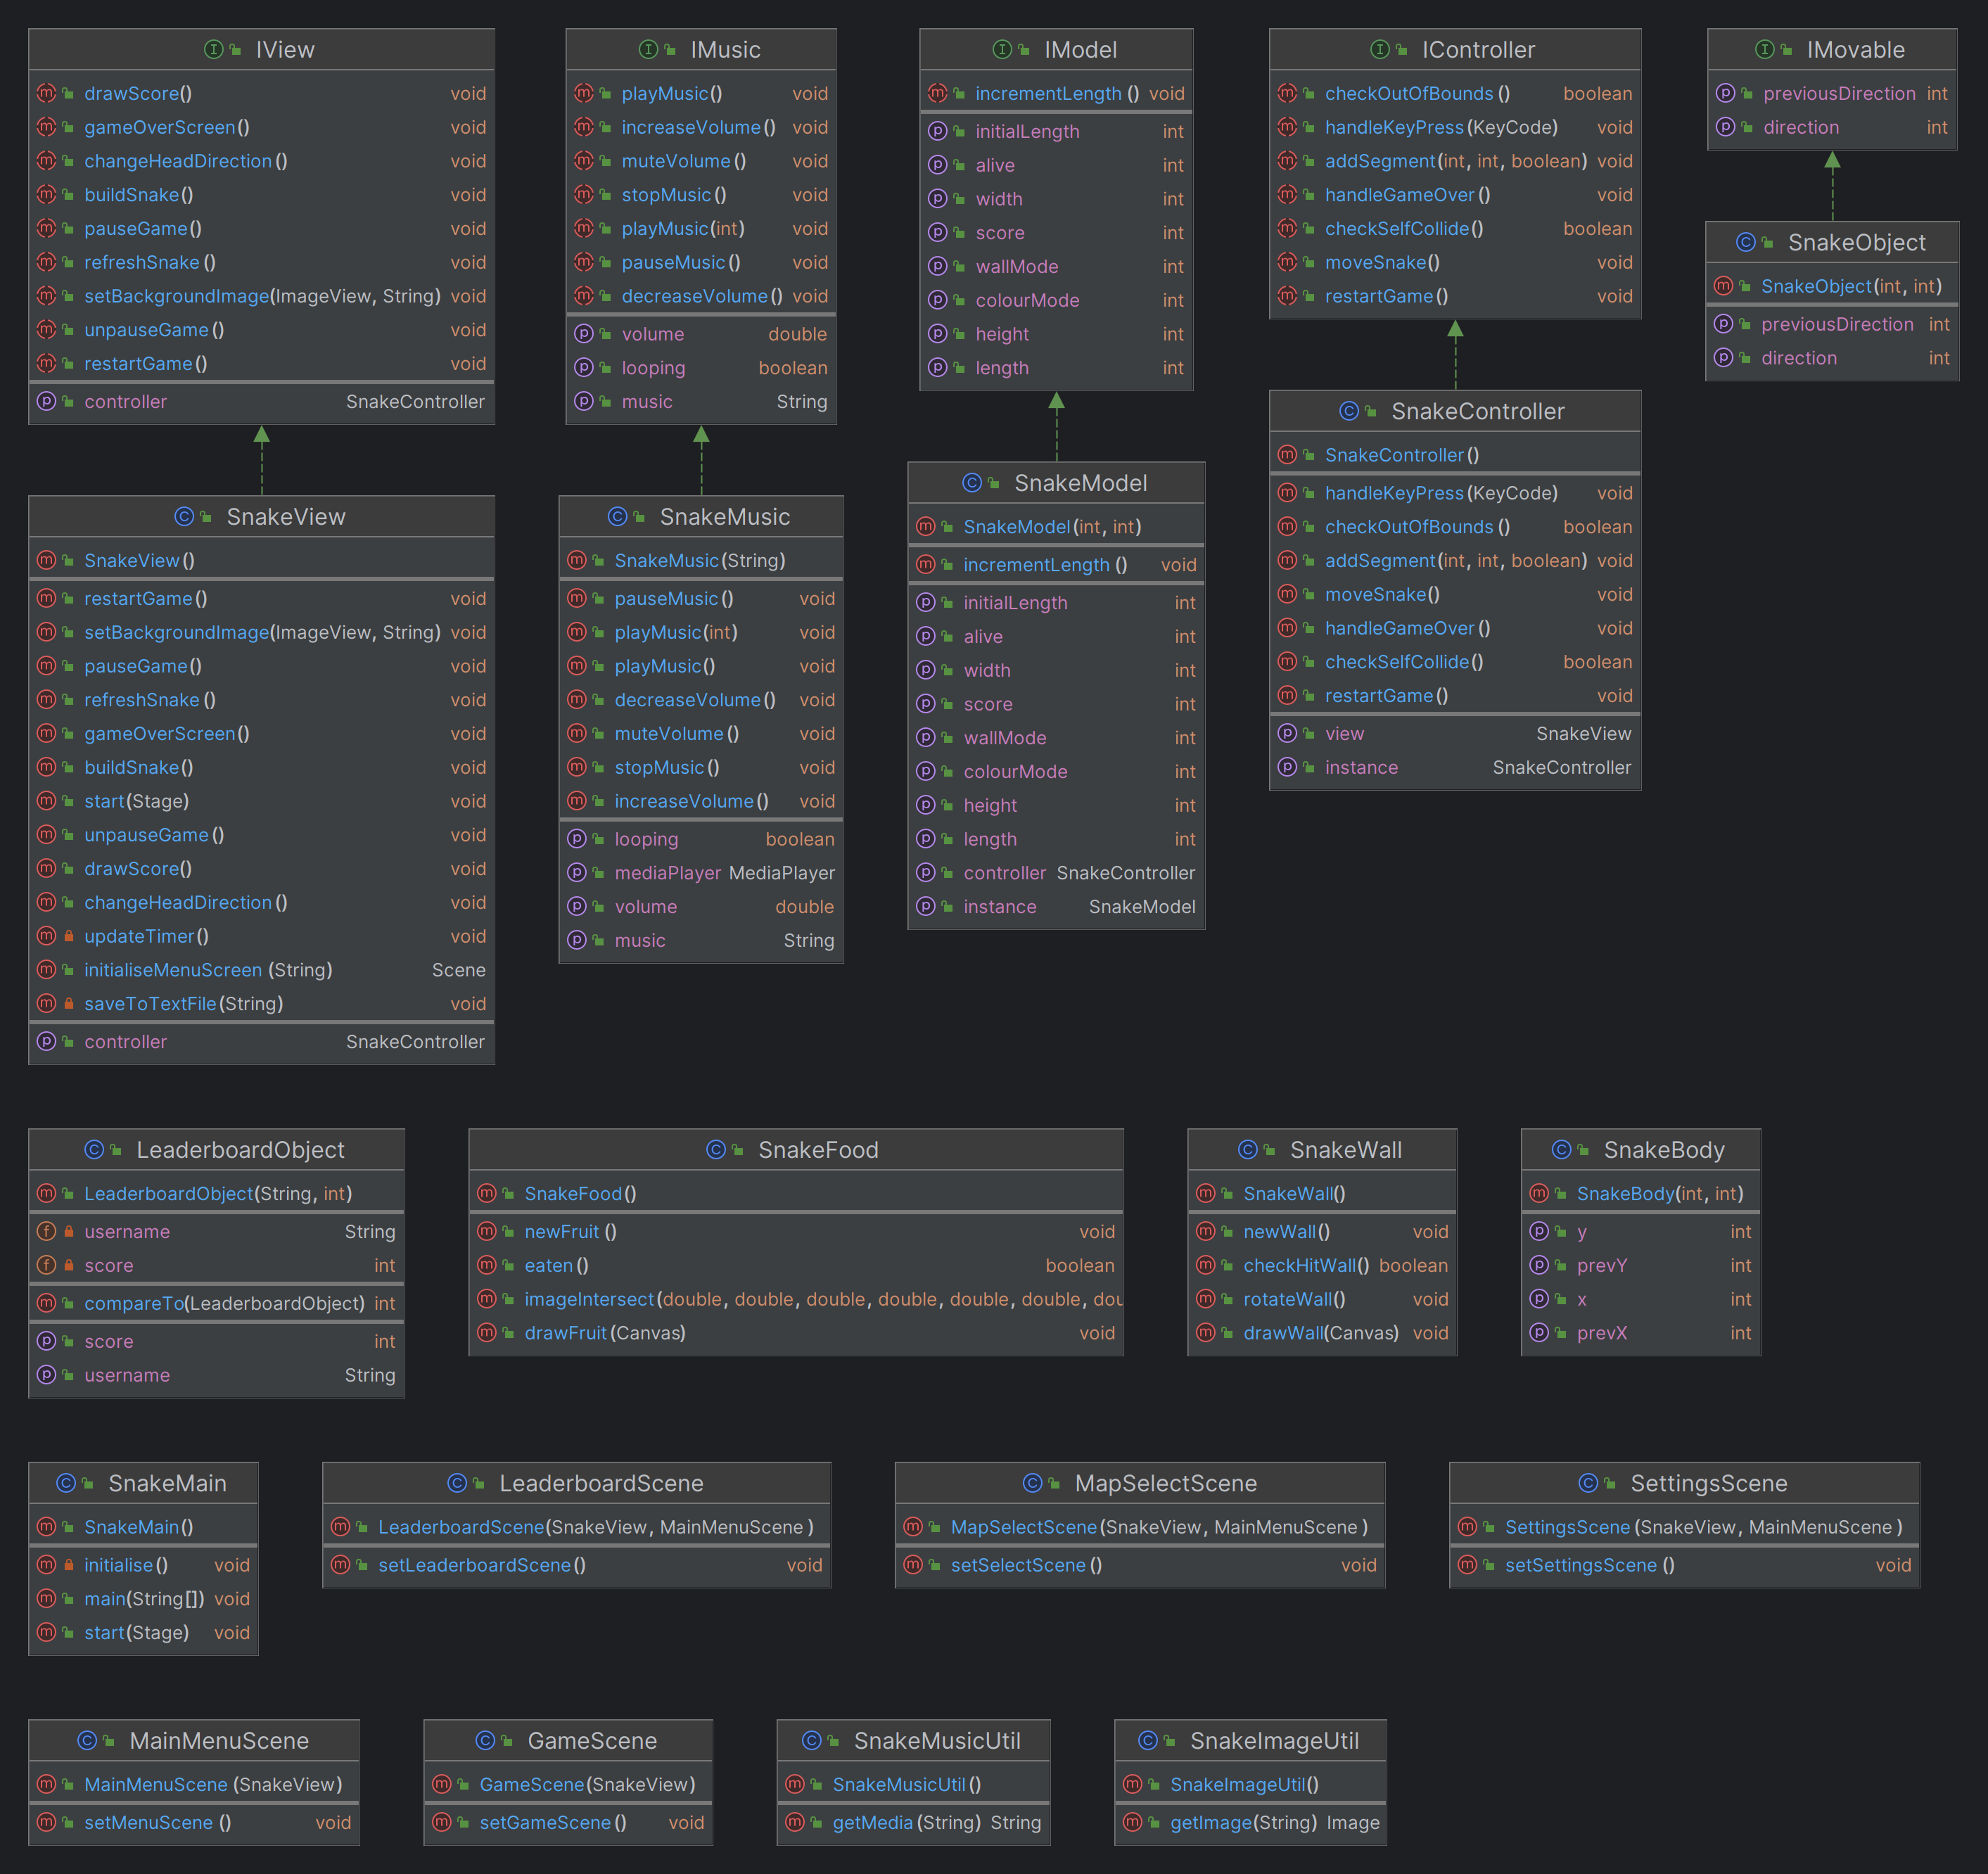 IView
drawScore() void
gameOverScreen() void
changeHeadDirection() void
buildSnake() void
pauseGame() void
refreshSnake() void
setBackgroundImage(ImageView, String) void
unpauseGame() void
restartGame() void
controller SnakeController
IMusic
playMusic() void
increaseVolume() void
muteVolume() void
stopMusic() void
playMusic(int) void
pauseMusic() void
decreaseVolume() void
volume double
looping boolean
music String
IModel
incrementLength() void
initialLength int
alive int
width int
score int
wallMode int
colourMode int
height int
length int
IController
checkOutOfBounds() boolean
handleKeyPress(KeyCode) void
addSegment(int, int, boolean) void
handleGameOver() void
checkSelfCollide() boolean
moveSnake() void
restartGame() void
IMovable
previousDirection int
direction int
SnakeObject
SnakeObject(int, int)
previousDirection int
direction int
SnakeView
SnakeView()
restartGame() void
setBackgroundImage(ImageView, String) void
pauseGame() void
refreshSnake() void
gameOverScreen() void
buildSnake() void
start(Stage) void
unpauseGame() void
drawScore() void
changeHeadDirection() void
updateTimer() void
initialiseMenuScreen(String) Scene
saveToTextFile(String) void
controller SnakeController
SnakeMusic
SnakeMusic(String)
pauseMusic() void
playMusic(int) void
playMusic() void
decreaseVolume() void
muteVolume() void
stopMusic() void
increaseVolume() void
looping boolean
mediaPlayer MediaPlayer
volume double
music String
SnakeModel
SnakeModel(int, int)
incrementLength() void
initialLength int
alive int
width int
score int
wallMode int
colourMode int
height int
length int
controller SnakeController
instance SnakeModel
SnakeController
SnakeController()
handleKeyPress(KeyCode) void
checkOutOfBounds() boolean
addSegment(int, int, boolean) void
moveSnake() void
handleGameOver() void
checkSelfCollide() boolean
restartGame() void
view SnakeView
instance SnakeController
LeaderboardObject
LeaderboardObject(String, int)
username String
score int
compareTo(LeaderboardObject) int
score int
username String
SnakeFood
SnakeFood()
newFruit() void
eaten() boolean
imageIntersect(double, double, double, double, double, double, dou
drawFruit(Canvas) void
SnakeWall
SnakeWall()
newWall() void
checkHitWall() boolean
rotateWall() void
drawWall(Canvas) void
SnakeBody
SnakeBody(int, int)
y int
prevY int
x int
prevX int
SnakeMain
SnakeMain()
initialise() void
main(String[]) void
start(Stage) void
LeaderboardScene
LeaderboardScene(SnakeView, MainMenuScene)
setLeaderboardScene() void
MapSelectScene
MapSelectScene(SnakeView, MainMenuScene)
setSelectScene() void
SettingsScene
SettingsScene(SnakeView, MainMenuScene)
setSettingsScene() void
MainMenuScene
MainMenuScene(SnakeView)
setMenuScene() void
GameScene
GameScene(SnakeView)
setGameScene() void
SnakeMusicUtil
SnakeMusicUtil()
getMedia(String) String
SnakeImageUtil
SnakeImageUtil()
getImage(String) Image